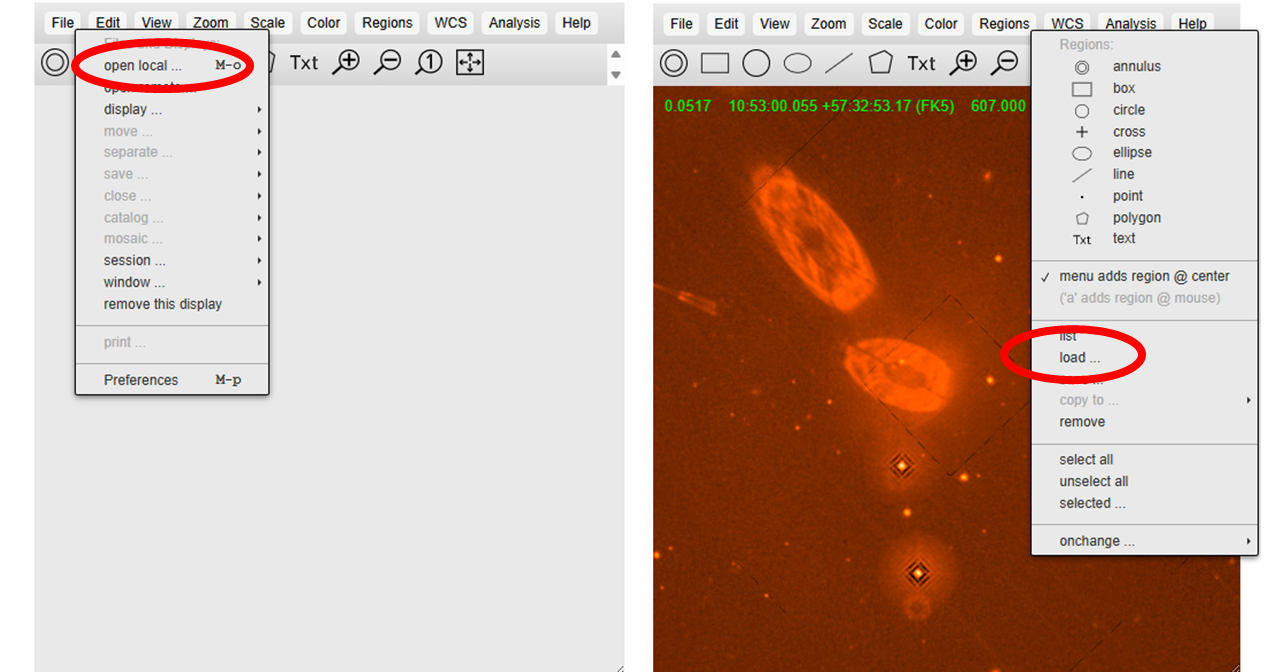 File Edit View Zoom Scale Color Regions WCS Analysis Help
Txt 1
open local ... M-o
display ...
move ...
separate ...
save ...
close ...
catalog ...
mosaic ...
session ...
window ...
remove this display
print ...
Preferences M-p
File Edit View Zoom Scale Color Regions WCS Analysis Help
Txt
0.0517 10:53:00.055 +57:32:53.17 (FK5) 607.000
Regions:
annulus
box
circle
cross
ellipse
line
point
polygon
Txt text
✓ menu adds region @ center
('a' adds region @ mouse)
list
load ...
copy to ...
remove
select all
unselect all
selected ...
onchange ...